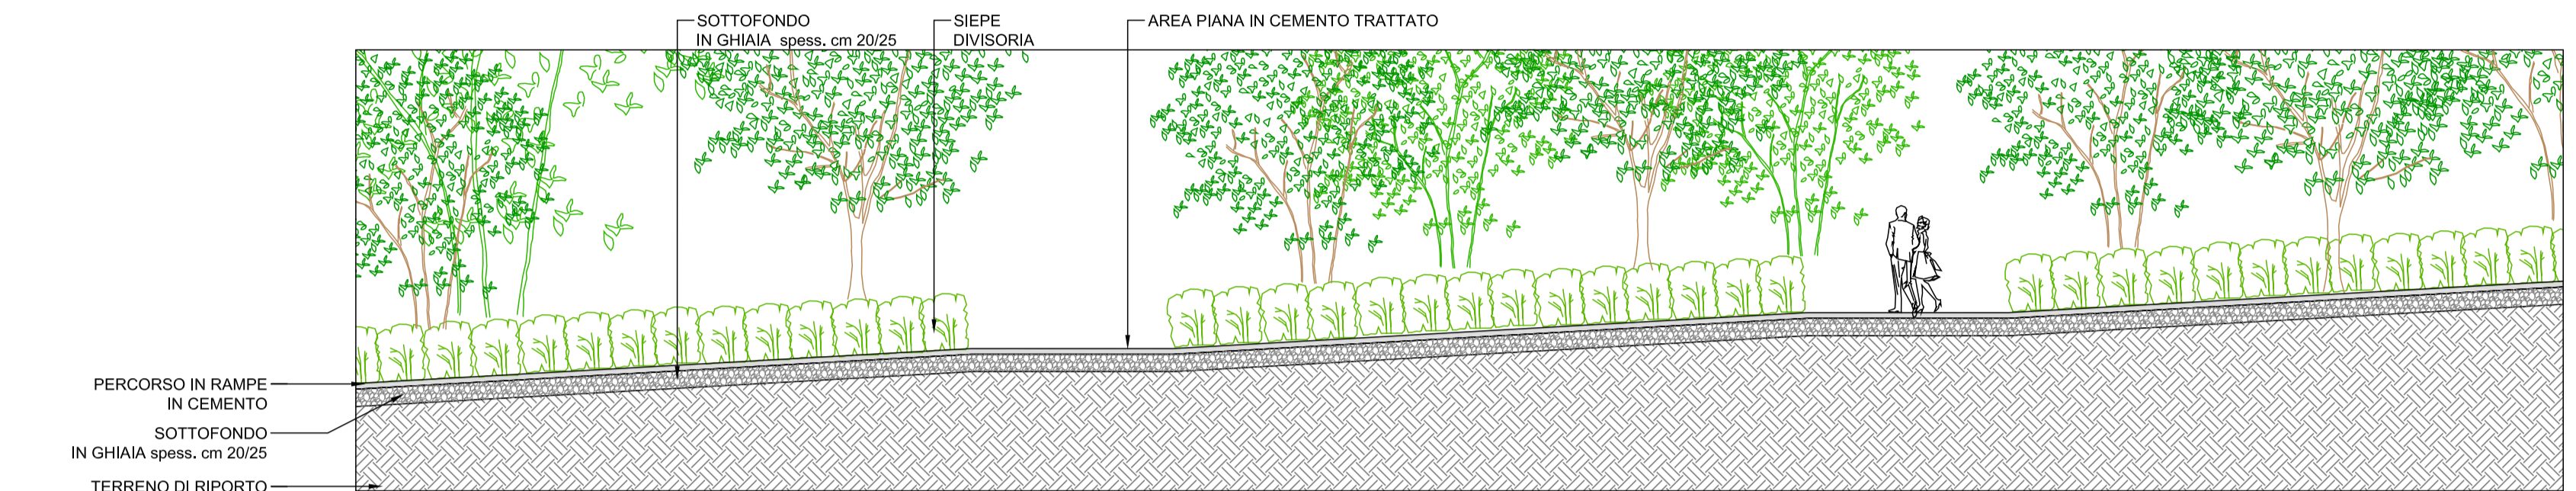 SOTTOFONDO
IN GHIAIA spess. cm 20/25
SIEPE
DIVISORIA
AREA PIANA IN CEMENTO TRATTATO
PERCORSO IN RAMPE
IN CEMENTO
SOTTOFONDO
IN GHIAIA spess. cm 20/25
TERRENO DI RIPORTO